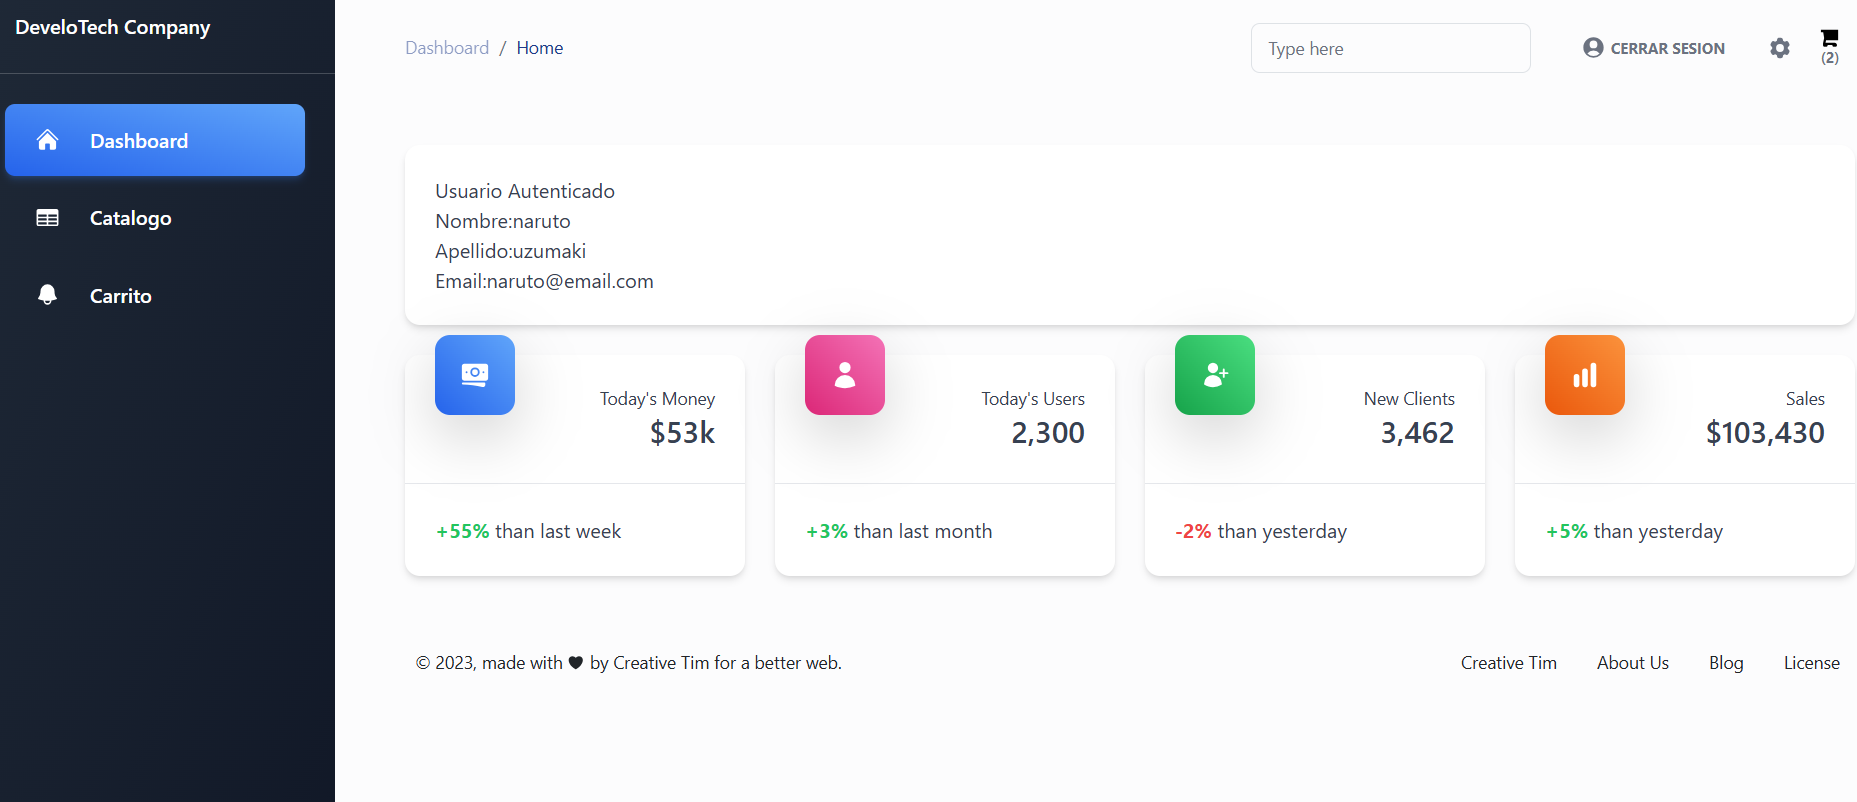 DeveloTech Company
Dashboard
Catalogo
Carrito
Dashboard / Home
Type here
CERRAR SESION
(2)
Usuario Autenticado
Nombre:naruto
Apellido:uzumaki
Email:naruto@email.com
Today's Money
$53k
+55% than last week
Today's Users
2,300
+3% than last month
New Clients
3,462
-2% than yesterday
Sales
$103,430
+5% than yesterday
© 2023, made with ♥ by Creative Tim for a better web.
Creative Tim About Us Blog License